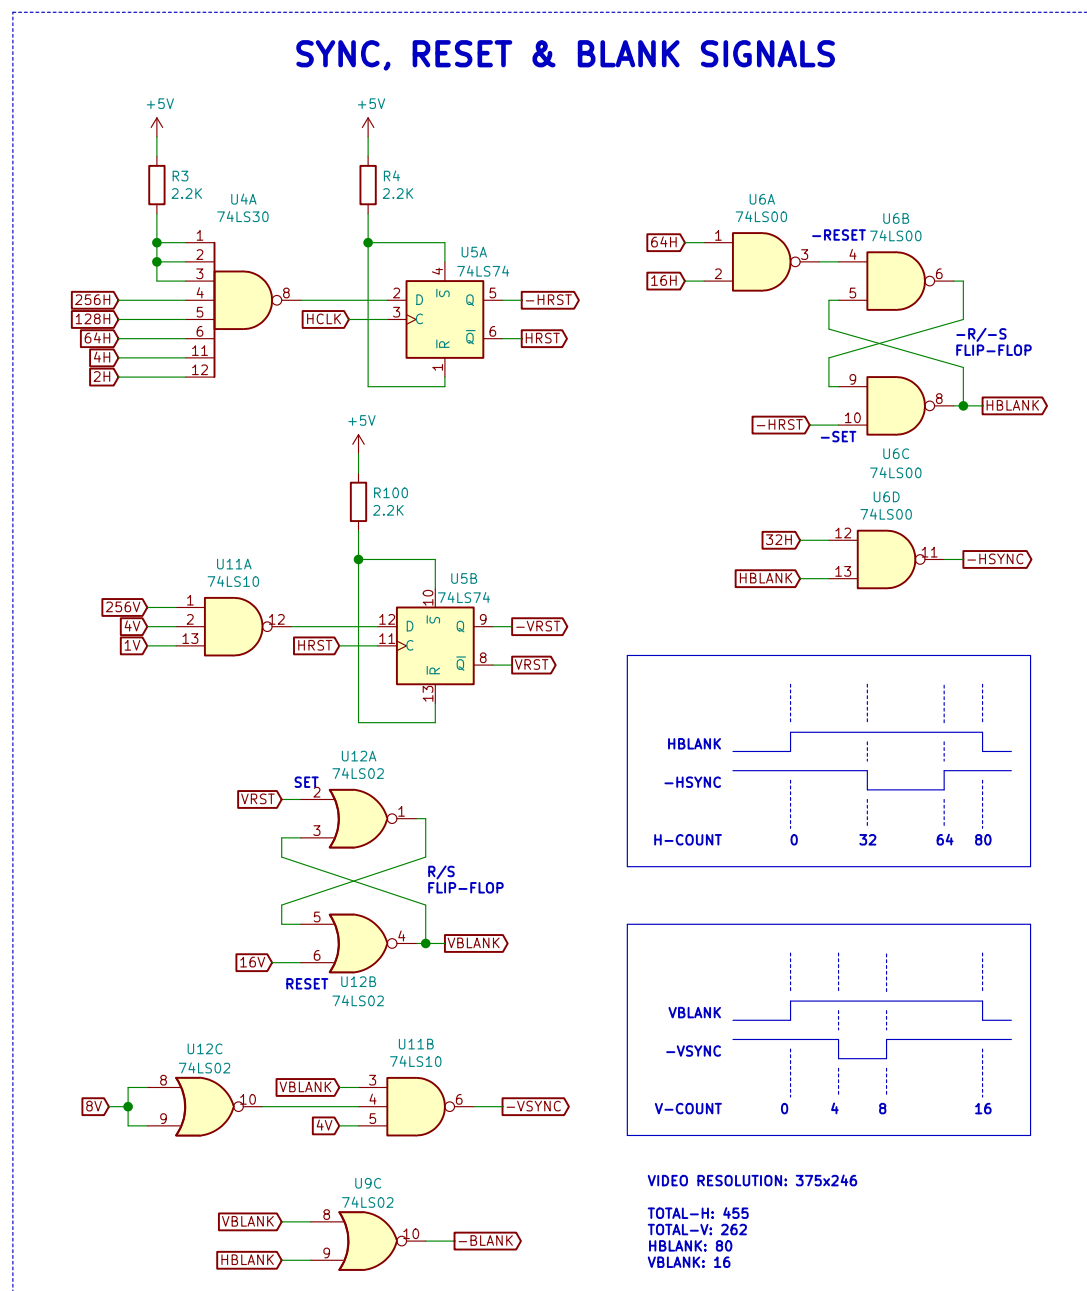 SYNC, RESET & BLANK SIGNALS
+5V
R3
2.2K
U4A
74LS30
1
2
3
256H
4
8
128H
5
64H
6
4H
11
2H
12
+5V
R4
2.2K
U5A
74LS74
4
S
2
D
Q
5
-HRST
HCLK
3
C
Q
6
HRST
R
1
U6A
74LS00
64H
1
3
16H
2
-RESET
U6B
74LS00
4
6
5
-R/-S
FLIP-FLOP
9
8
HBLANK
-HRST
10
-SET
U6C
74LS00
U6D
74LS00
32H
12
11
-HSYNC
HBLANK
13
+5V
R100
2.2K
U11A
74LS10
256V
1
4V
2
12
1V
13
U5B
74LS74
10
S
12
D
Q
9
-VRST
HRST
11
C
Q
8
VRST
R
13
U12A
74LS02
SET
VRST
2
1
3
R/S
FLIP-FLOP
5
4
VBLANK
16V
6
RESET
U12B
74LS02
U12C
74LS02
8V
8
10
9
U11B
74LS10
VBLANK
3
4
6
-VSYNC
4V
5
U9C
74LS02
VBLANK
8
10
-BLANK
HBLANK
9
HBLANK
-HSYNC
H-COUNT 0 32 64 80
VBLANK
-VSYNC
V-COUNT 0 4 8 16
VIDEO RESOLUTION: 375x246
TOTAL-H: 455
TOTAL-V: 262
HBLANK: 80
VBLANK: 16